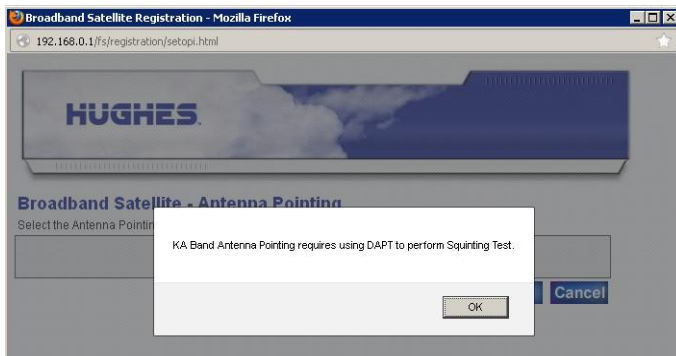 Broadband Satellite Registration - Mozilla Firefox
192.168.0.1/fs/registration/setopi.html
HUGHES.
Broadband Satellite - Antenna Pointing
Select the Antenna Pointin
KA Band Antenna Pointing requires using DAPT to perform Squinting Test.
Cancel
OK